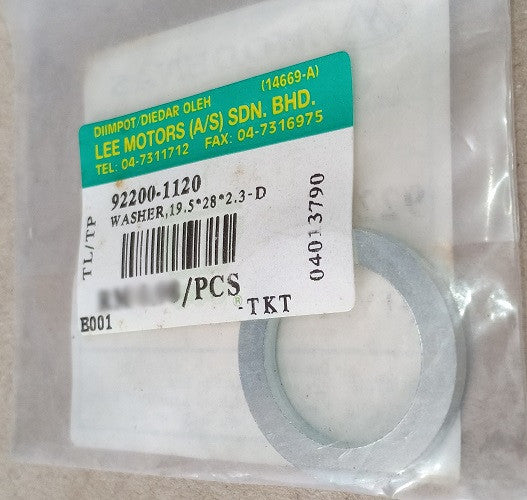 DIIMPOT/DIEDAR OLEH (14669-A)
LEE MOTORS (A/S) SDN. BHD.
TEL: 04-7311712 FAX: 04-7316975
TL/TP
92200-1120
WASHER,19.5*28*2.3-D
/PCS
B001
-TKT
04013790